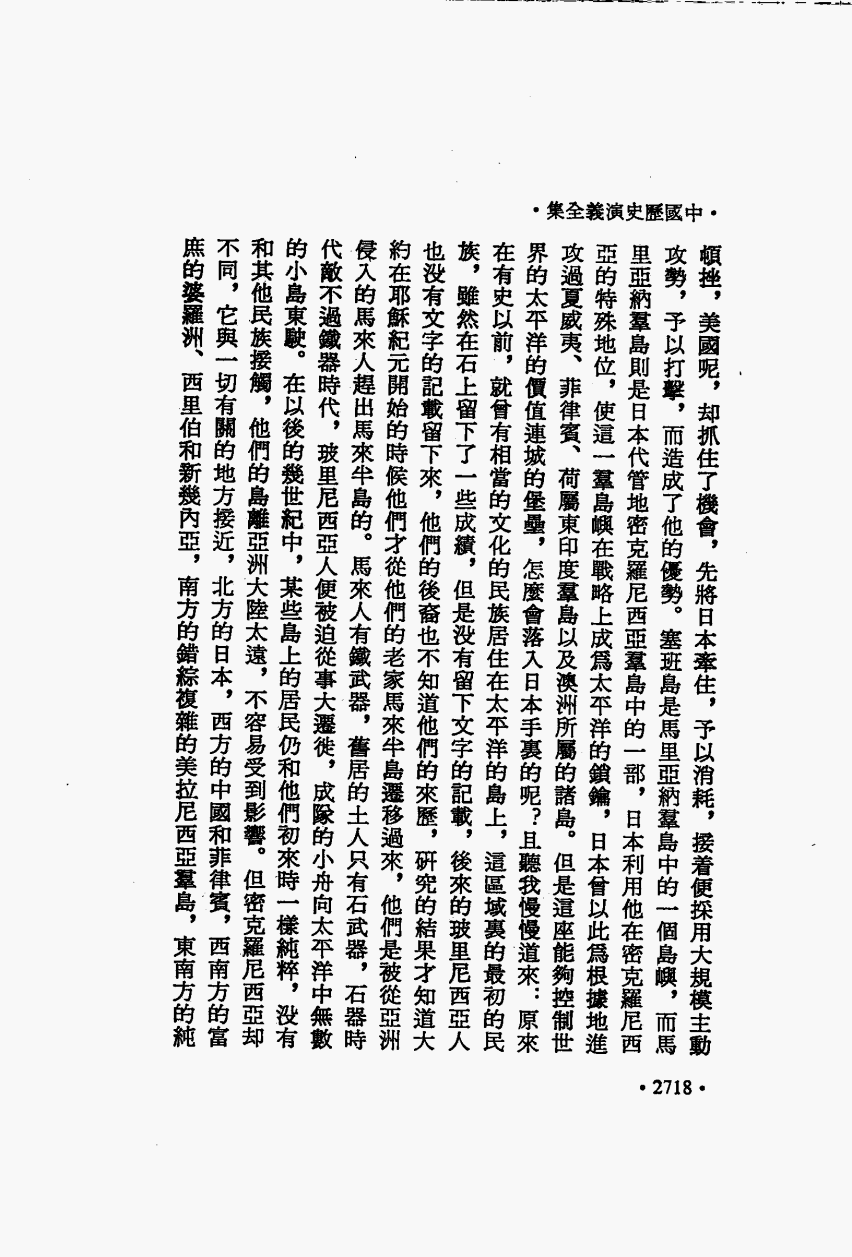 •中國歷史演義全集•
頓挫，美國呢，却抓住了機會，先將日本牽住，予以消耗，接着便採用大規模主動
攻勢，予以打擊，而造成了他的優勢。塞班島是馬里亞納羣島中的一個島嶼，而馬
里亞納羣島則是日本代管地密克羅尼西亞羣島中的一部，日本利用他在密克羅尼西
亞的特殊地位，使這一羣島嶼在戰略上成爲太平洋的鎖鑰，日本曾以此爲根據地進
攻過夏威夷、菲律賓、荷屬東印度羣島以及澳洲所屬的諸島。但是這座能夠控制世
界的太平洋的價值連城的堡壘，怎麼會落入日本手裏的呢？且聽我慢慢道來：原來
在有史以前，就曾有相當的文化的民族居住在太平洋的島上，這區域裏的最初的民
族，雖然在石上留下了一些成績，但是没有留下文字的記載，後來的玻里尼西亞人
也没有文字的記載留下來，他們的後裔也不知道他們的來歷，研究的結果才知道大
約在耶穌紀元開始的時候他們才從他們的老家馬來半島遷移過來，他們是被從亞洲
侵入的馬來人趕出馬來半島的。馬來人有鐵武器，舊居的土人只有石武器，石器時
代敵不過鐵器時代，玻里尼西亞人便被迫從事大遷徙，成隊的小舟向太平洋中無數
的小島東駛。在以後的幾世紀中，某些島上的居民仍和他們初來時一樣純粹，没有
和其他民族接觸，他們的島離亞洲大陸太遠，不容易受到影響。但密克羅尼西亞却
不同，它與一切有關的地方接近，北方的日本，西方的中國和菲律賓，西南方的富
庶的婆羅洲、西里伯和新幾內亞，南方的錯綜複雜的美拉尼西亞羣島，東南方的純
•2718•